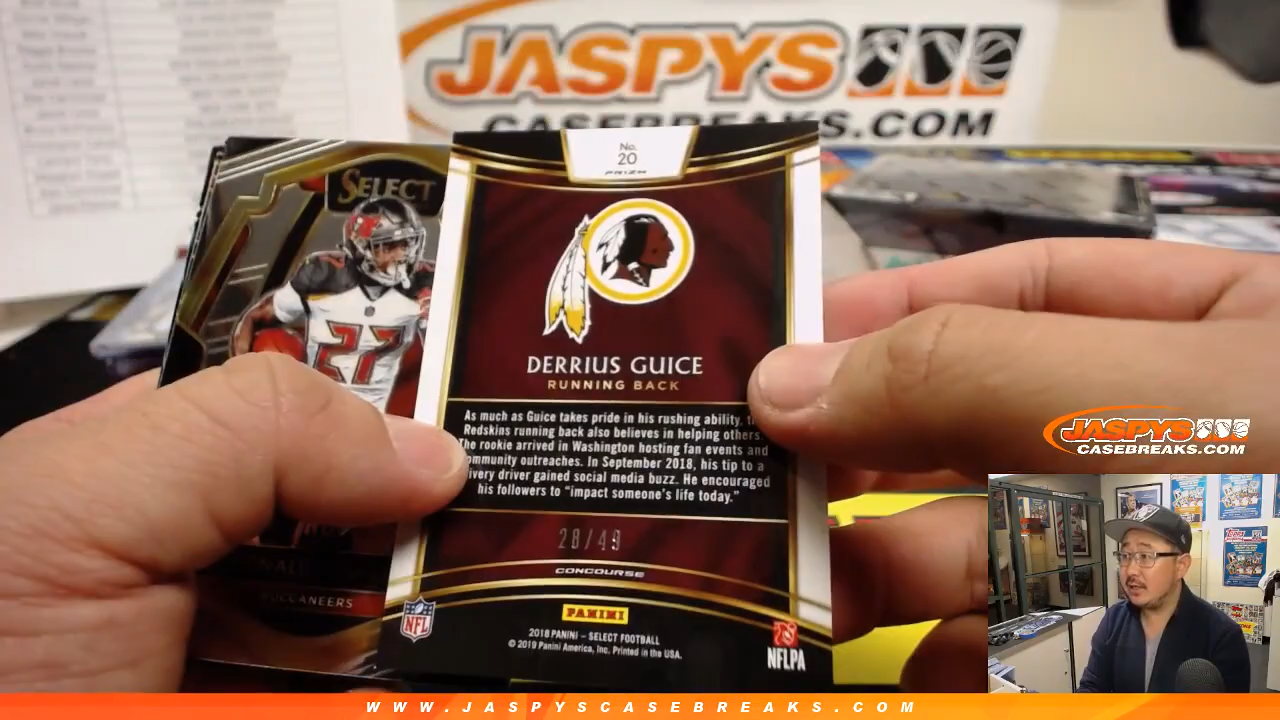 JASPYS
CASEBREAKS.COM
No.
20
PRIZM
SELECT
27
DERRIUS GUICE
RUNNING BACK
As much as Guice takes pride in his rushing ability,
Redskins running back also believes in helping others.
The rookie arrived in Washington hosting fan events and
ommunity outreaches. In September 2018, his tip to a
ivery driver gained social media buzz. He encouraged
his followers to “impact someone’s life today.”
28/49
CONCOURSE
BUCCANEERS
NFL
PANINI
2018 PANINI – SELECT FOOTBALL
© 2019 Panini America, Inc. Printed in the USA.
NFLPA
JASPYS
CASEBREAKS.COM
WWW.JASPYSCASEBREAKS.COM